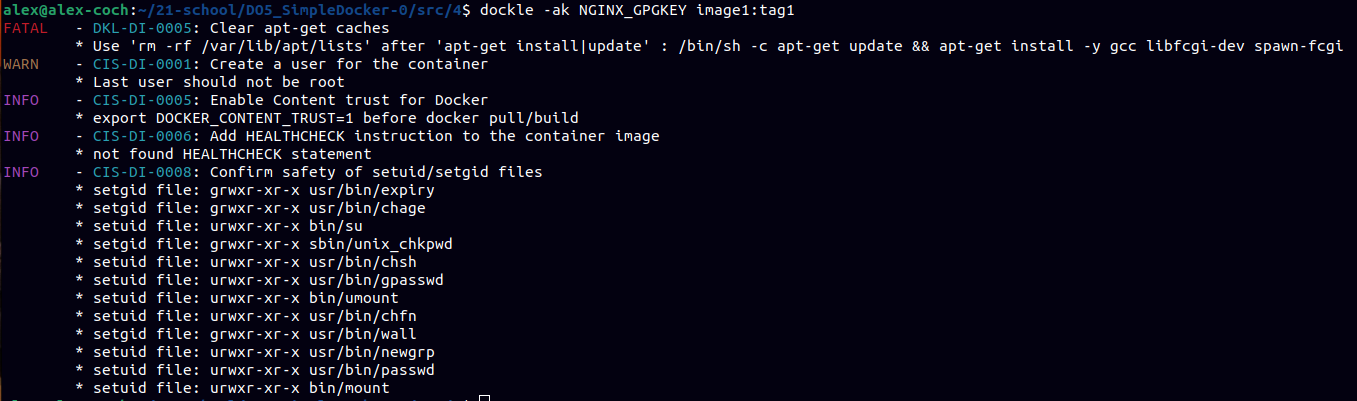 alex@alex-coch:~/21-school/DO5_SimpleDocker-0/src/4$ dockle -ak NGINX_GPGKEY image1:tag1
FATAL - DKL-DI-0005: Clear apt-get caches
* Use 'rm -rf /var/lib/apt/lists' after 'apt-get install|update' : /bin/sh -c apt-get update && apt-get install -y gcc libfcgi-dev spawn-fcgi
WARN - CIS-DI-0001: Create a user for the container
* Last user should not be root
INFO - CIS-DI-0005: Enable Content trust for Docker
* export DOCKER_CONTENT_TRUST=1 before docker pull/build
INFO - CIS-DI-0006: Add HEALTHCHECK instruction to the container image
* not found HEALTHCHECK statement
INFO - CIS-DI-0008: Confirm safety of setuid/setgid files
* setgid file: grwxr-xr-x usr/bin/expiry
* setgid file: grwxr-xr-x usr/bin/chage
* setuid file: urwxr-xr-x bin/su
* setgid file: grwxr-xr-x sbin/unix_chkpwd
* setuid file: urwxr-xr-x usr/bin/chsh
* setuid file: urwxr-xr-x usr/bin/gpasswd
* setuid file: urwxr-xr-x bin/umount
* setuid file: urwxr-xr-x usr/bin/chfn
* setgid file: grwxr-xr-x usr/bin/wall
* setuid file: urwxr-xr-x usr/bin/newgrp
* setuid file: urwxr-xr-x usr/bin/passwd
* setuid file: urwxr-xr-x bin/mount